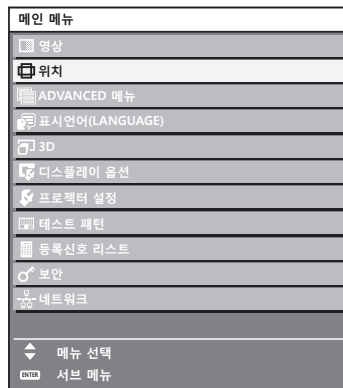 메인 메뉴
영상
위치
ADVANCED 메뉴
표시언어(LANGUAGE)
3D
디스플레이 옵션
프로젝터 설정
테스트 패턴
등록신호 리스트
보안
네트워크
메뉴 선택
ENTER 서브 메뉴